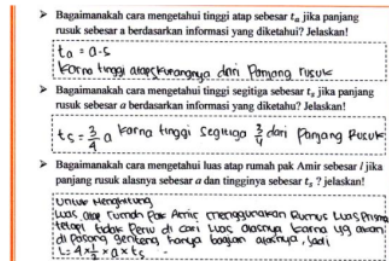 ➤ Bagaimanakah cara mengetahui tinggi atap sebesar tₐ jika panjang
rusuk sebesar a berdasarkan informasi yang diketahui? Jelaskan!
tₐ = a-5
karna tinggi atap kurangnya dari Panjang rusuk
➤ Bagaimanakah cara mengetahui tinggi segitiga sebesar tₛ jika panjang
rusuk sebesar a berdasarkan informasi yang diketahu? Jelaskan!
tₛ = 3/4 a karna tinggi segitiga 3/4 dari Panjang Rusuk
➤ Bagaimanakah cara mengetahui luas atap rumah pak Amir sebesar l jika
panjang rusuk alasnya sebesar a dan tingginya sebesar tₛ ? jelaskan!
Untuk Menghitung
luas atap rumah Pak Amir menggunakan Rumus Luas Prisma
tetapi tidak Perlu di cari luas alasnya karna yg akan
di pasang genteng hanya bagian atasnya, Jadi
L = 4 x 1/2 x a x tₛ